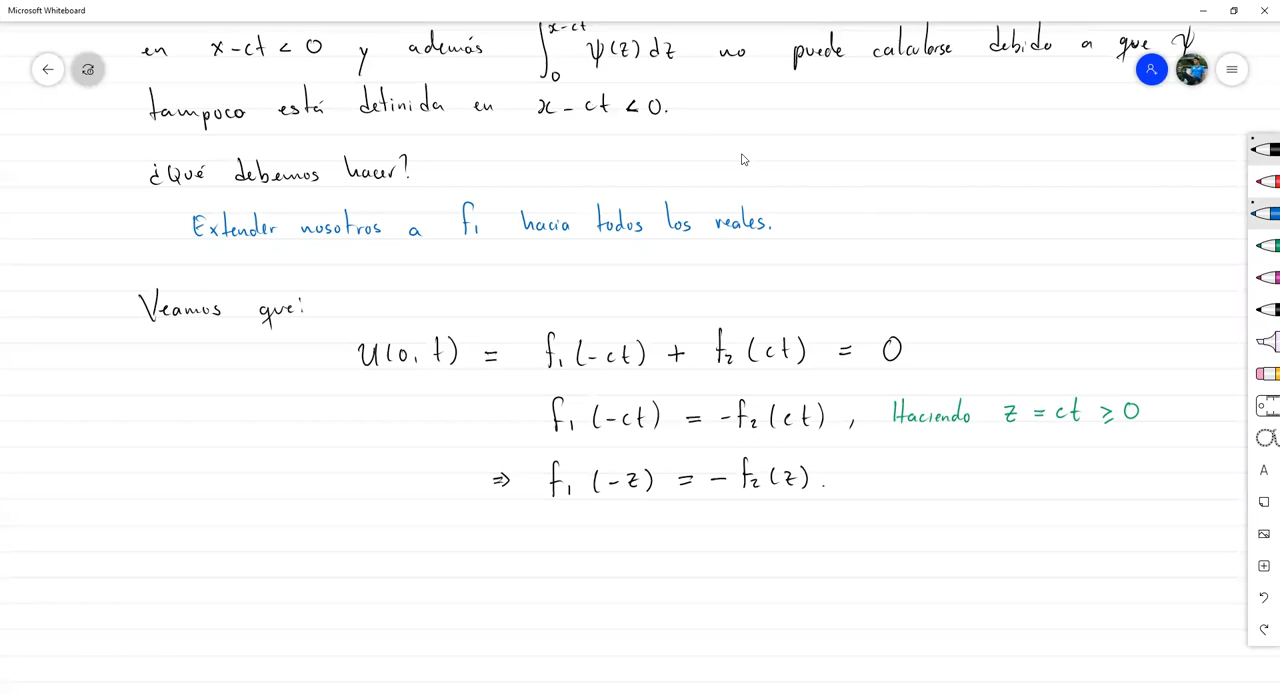 Microsoft Whiteboard
en x-ct < 0 y además ∫₀^{x-ct} ψ(z) dz no puede calcularse debido a que ψ
tampoco está definida en x - ct < 0.
¿Qué debemos hacer?
Extender nosotros a f₁ hacia todos los reales.
Veamos que:
u(0, t) = f₁(-ct) + f₂(ct) = 0
f₁(-ct) = -f₂(ct), Haciendo z = ct ≥ 0
⇒ f₁(-z) = -f₂(z).